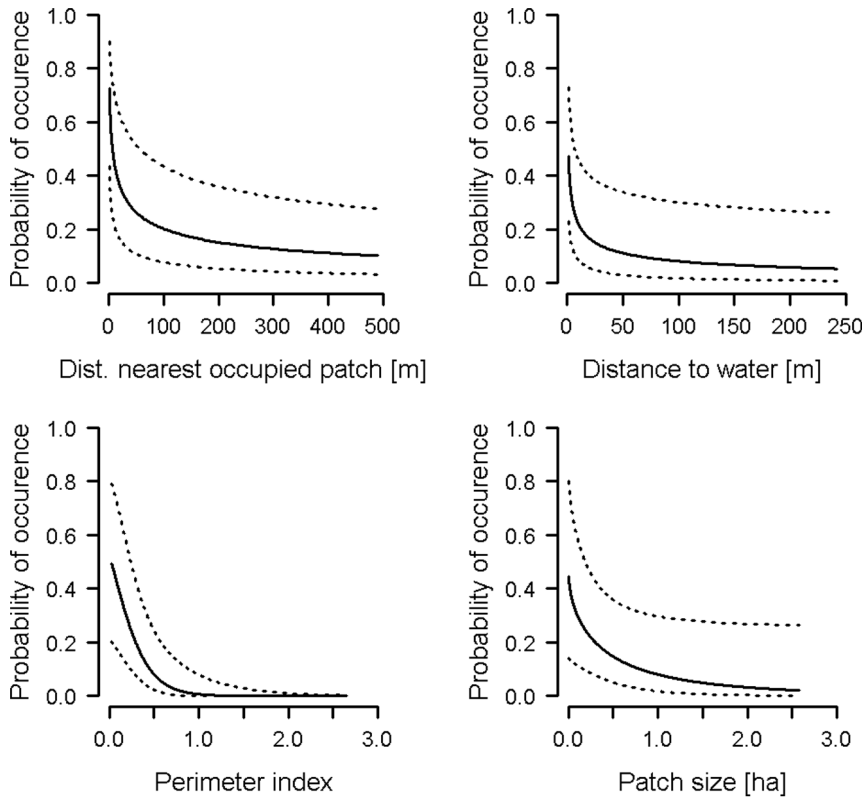 Probability of occurence
1.0
0.8
0.6
0.4
0.2
0.0
0 100 200 300 400 500
Dist. nearest occupied patch [m]
Probability of occurence
1.0
0.8
0.6
0.4
0.2
0.0
0 50 100 150 200 250
Distance to water [m]
Probability of occurence
1.0
0.8
0.6
0.4
0.2
0.0
0.0 1.0 2.0 3.0
Perimeter index
Probability of occurence
1.0
0.8
0.6
0.4
0.2
0.0
0.0 1.0 2.0 3.0
Patch size [ha]